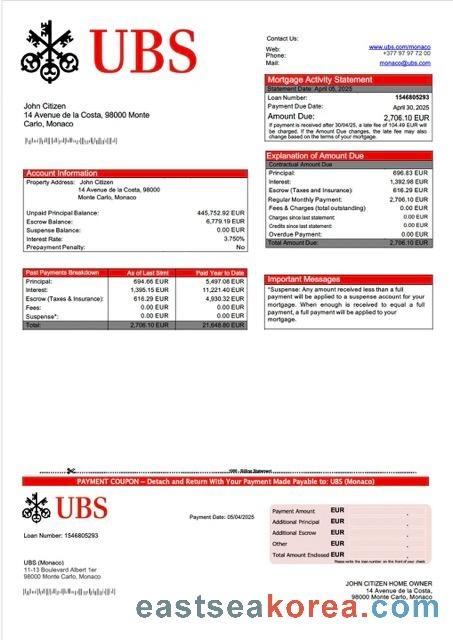 UBS
Contact Us:
Web: www.ubs.com/monaco
Phone: +377 97 97 72 00
Mail: monaco@ubs.com
Mortgage Activity Statement
Statement Date: April 05, 2025
Loan Number: 1546805293
Payment Due Date: April 30, 2025
Amount Due: 2,706.10 EUR
If payment is received after 30/04/25, a late fee of 104.49 EUR will
be charged. If the Amount Due changes, the late fee may also
change based on the terms of your mortgage.
John Citizen
14 Avenue de la Costa, 98000 Monte
Carlo, Monaco
Explanation of Amount Due
Contractual Amount Due
Principal: 696.83 EUR
Interest: 1,392.98 EUR
Escrow (Taxes and Insurance): 616.29 EUR
Regular Monthly Payment: 2,706.10 EUR
Fees & Charges (total outstanding) 0.00 EUR
Charges since last statement: 0.00 EUR
Credits since last statement: 0.00 EUR
Overdue Payment: 0.00 EUR
Total Amount Due: 2,706.10 EUR
Account Information
Property Address: John Citizen
14 Avenue de la Costa, 98000
Monte Carlo, Monaco
Unpaid Principal Balance: 445,752.92 EUR
Escrow Balance: 6,779.19 EUR
Suspense Balance: 0.00 EUR
Interest Rate: 3.750%
Prepayment Penalty: No
Past Payments Breakdown As of Last Stmt Paid Year to Date
Principal: 694.66 EUR 5,497.08 EUR
Interest: 1,395.15 EUR 11,221.40 EUR
Escrow (Taxes & Insurance): 616.29 EUR 4,930.32 EUR
Fees: 0.00 EUR 0.00 EUR
Suspense*: 0.00 EUR 0.00 EUR
Total: 2,706.10 EUR 21,648.80 EUR
Important Messages
*Suspense: Any amount received less than a full
payment will be applied to a suspense account for your
mortgage. When enough is received to equal a full
payment, a full payment will be applied to your
mortgage.
PAYMENT COUPON – Detach and Return With Your Payment Made Payable to: UBS (Monaco)
UBS
Payment Date: 05/04/2025
Loan Number: 1546805293
Payment Amount EUR
Additional Principal EUR
Additional Escrow EUR
Other EUR
Total Amount Endssed EUR
Please write the loan number on the front of your check
UBS (Monaco)
11-13 Boulevard Albert 1er
98000 Monte Carlo, Monaco
JOHN CITIZEN HOME OWNER
14 Avenue de la Costa,
98000 Monte Carlo, Monaco
eastseakorea.com